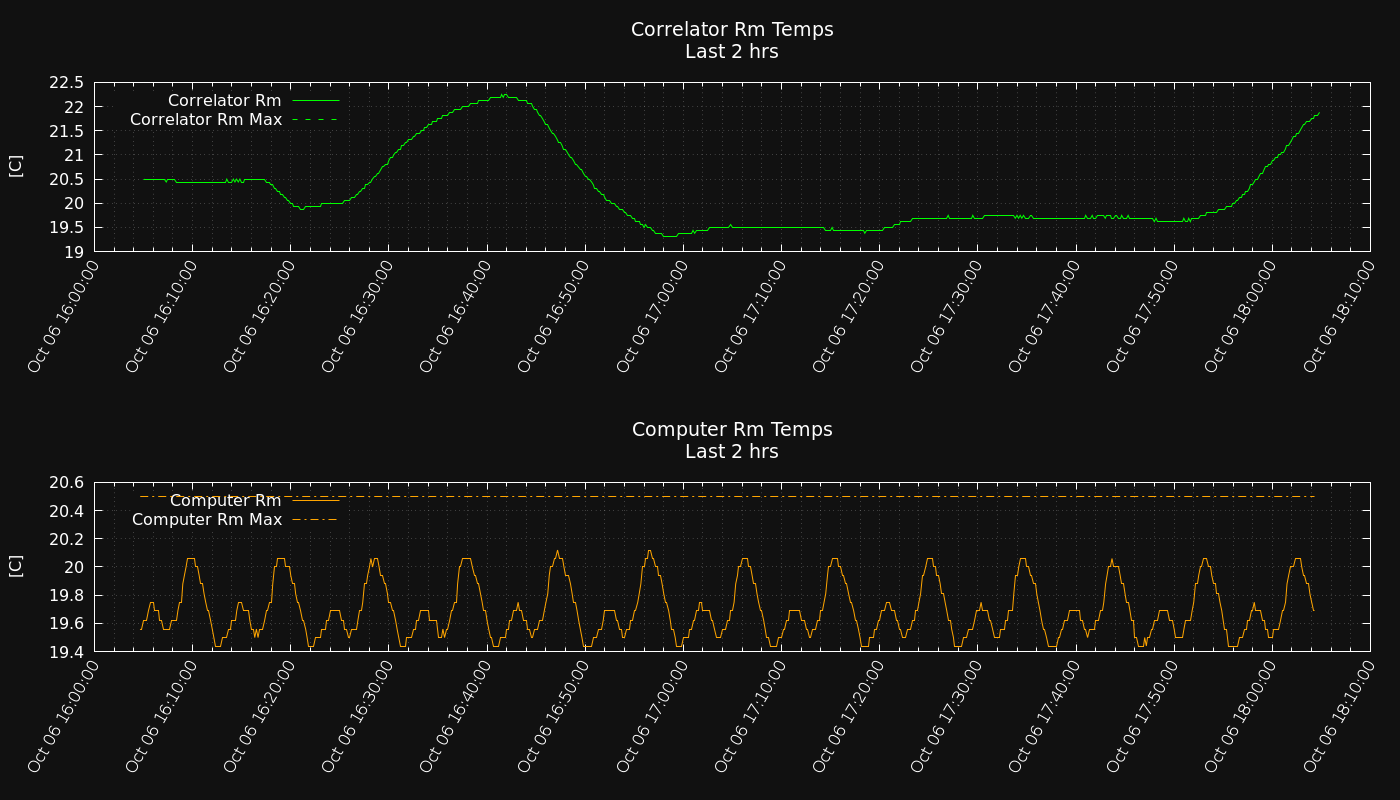 Correlator Rm Temps
Last 2 hrs
22.5
22
21.5
21
20.5
20
19.5
19
[C]
Correlator Rm
Correlator Rm Max
Oct 06 16:00:00
Oct 06 16:10:00
Oct 06 16:20:00
Oct 06 16:30:00
Oct 06 16:40:00
Oct 06 16:50:00
Oct 06 17:00:00
Oct 06 17:10:00
Oct 06 17:20:00
Oct 06 17:30:00
Oct 06 17:40:00
Oct 06 17:50:00
Oct 06 18:00:00
Oct 06 18:10:00
Computer Rm Temps
Last 2 hrs
20.6
20.4
20.2
20
19.8
19.6
19.4
[C]
Computer Rm
Computer Rm Max
Oct 06 16:00:00
Oct 06 16:10:00
Oct 06 16:20:00
Oct 06 16:30:00
Oct 06 16:40:00
Oct 06 16:50:00
Oct 06 17:00:00
Oct 06 17:10:00
Oct 06 17:20:00
Oct 06 17:30:00
Oct 06 17:40:00
Oct 06 17:50:00
Oct 06 18:00:00
Oct 06 18:10:00